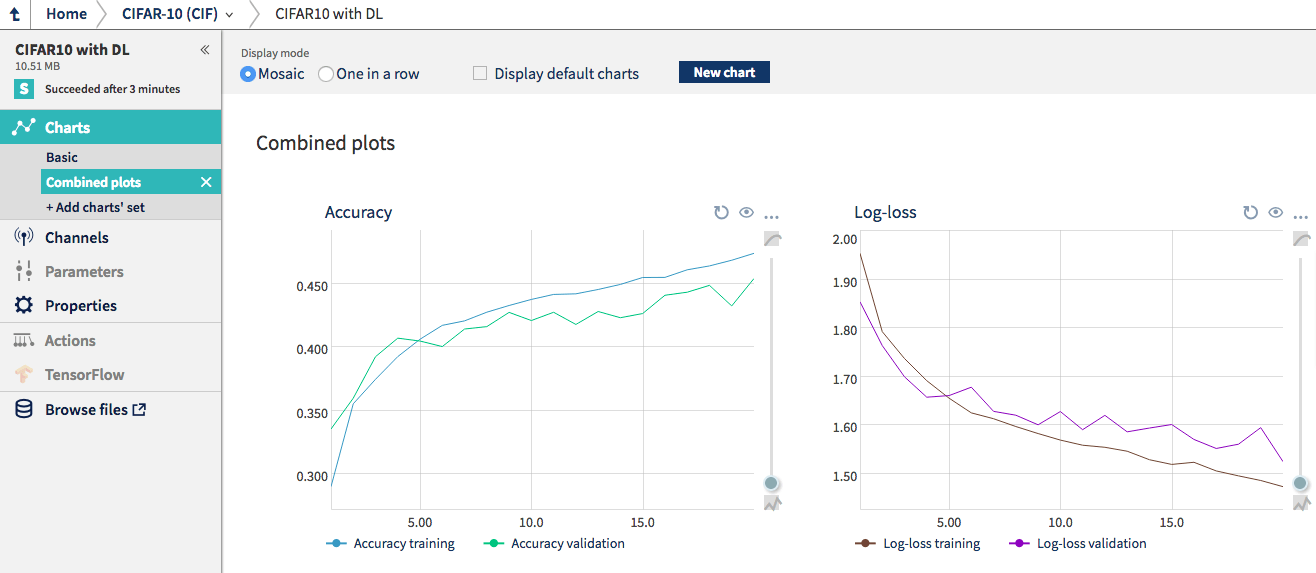 Home CIFAR-10 (CIF) CIFAR10 with DL
CIFAR10 with DL
10.51 MB
S Succeeded after 3 minutes
Charts
Basic
Combined plots
+ Add charts' set
Channels
Parameters
Properties
Actions
TensorFlow
Browse files
Display mode
Mosaic One in a row Display default charts New chart
Combined plots
Accuracy
0.450
0.400
0.350
0.300
5.00 10.0 15.0
Accuracy training Accuracy validation
Log-loss
2.00
1.90
1.80
1.70
1.60
1.50
5.00 10.0 15.0
Log-loss training Log-loss validation